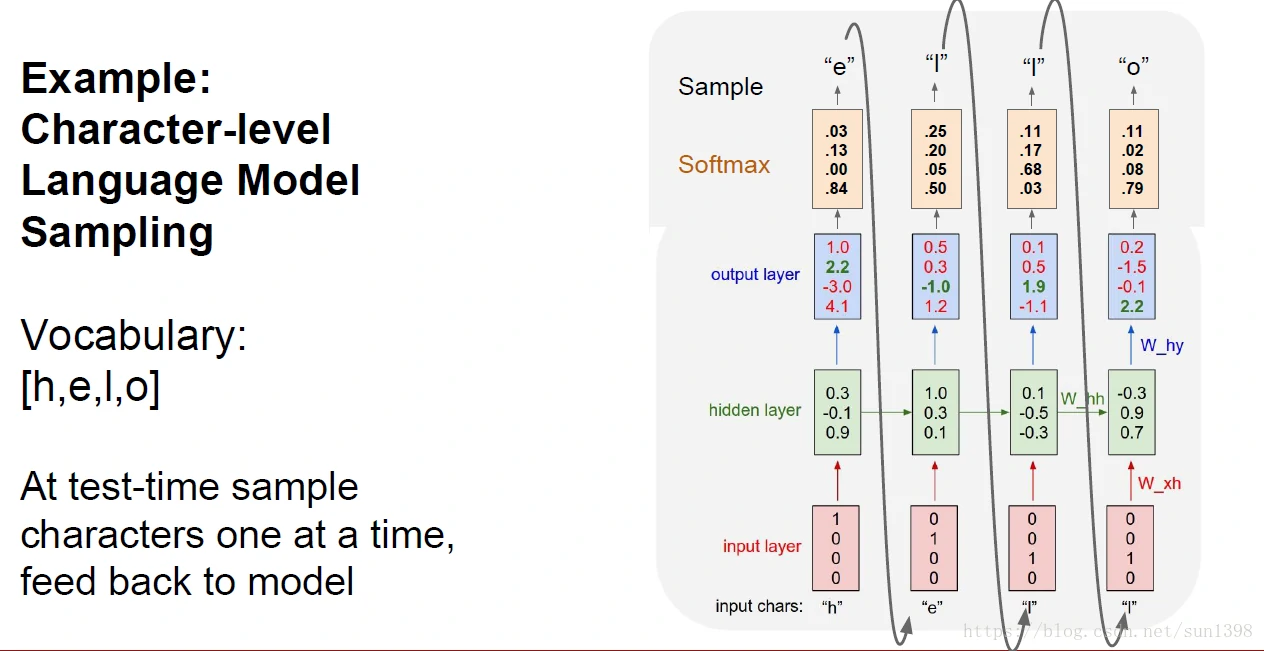 Example:
Character-level
Language Model
Sampling
Vocabulary:
[h,e,l,o]
At test-time sample
characters one at a time,
feed back to model
Sample “e” “l” “l” “o”
Softmax
.03 .25 .11 .11
.13 .20 .17 .02
.00 .05 .68 .08
.84 .50 .03 .79
output layer
1.0 0.5 0.1 0.2
2.2 0.3 0.5 -1.5
-3.0 -1.0 1.9 -0.1
4.1 1.2 -1.1 2.2
W_hy
hidden layer
0.3 1.0 0.1 W_hh -0.3
-0.1 0.3 -0.5 0.9
0.9 0.1 -0.3 0.7
W_xh
input layer
1 0 0 0
0 1 0 0
0 0 1 1
0 0 0 0
input chars: “h” “e” “l” “l”
https://blog.csdn.net/sun1398